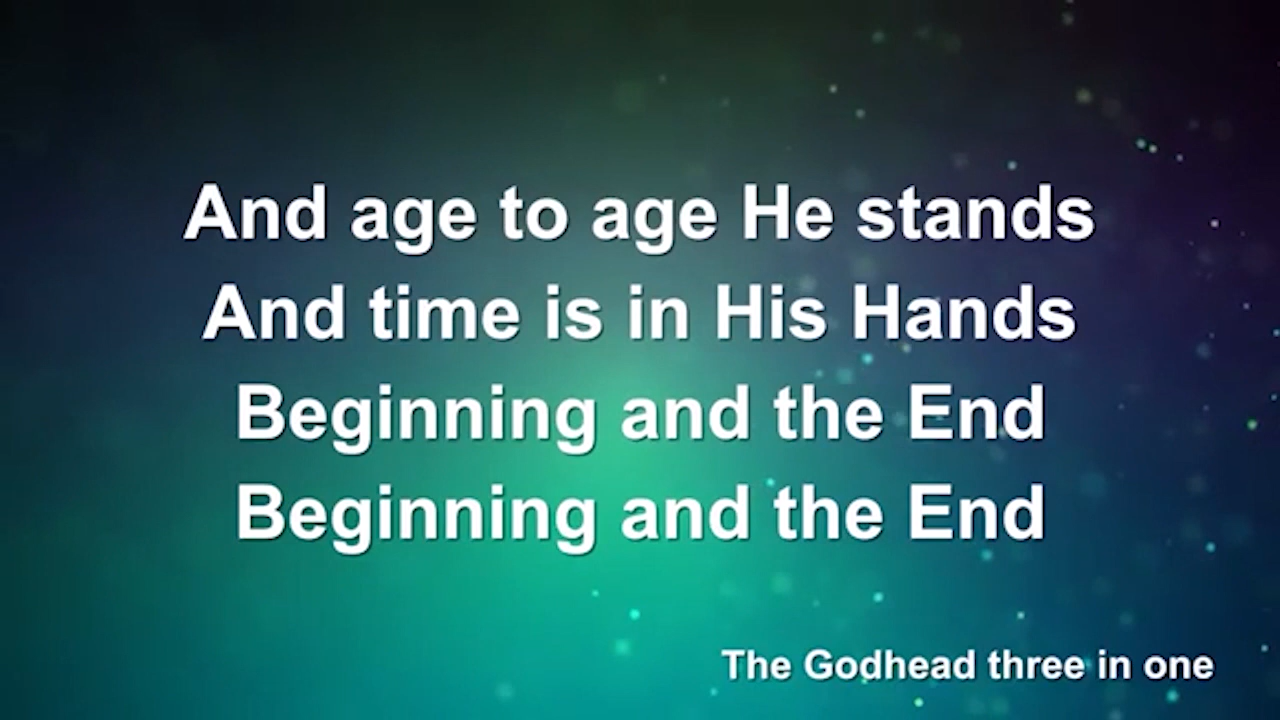 And age to age He stands
And time is in His Hands
Beginning and the End
Beginning and the End
The Godhead three in one